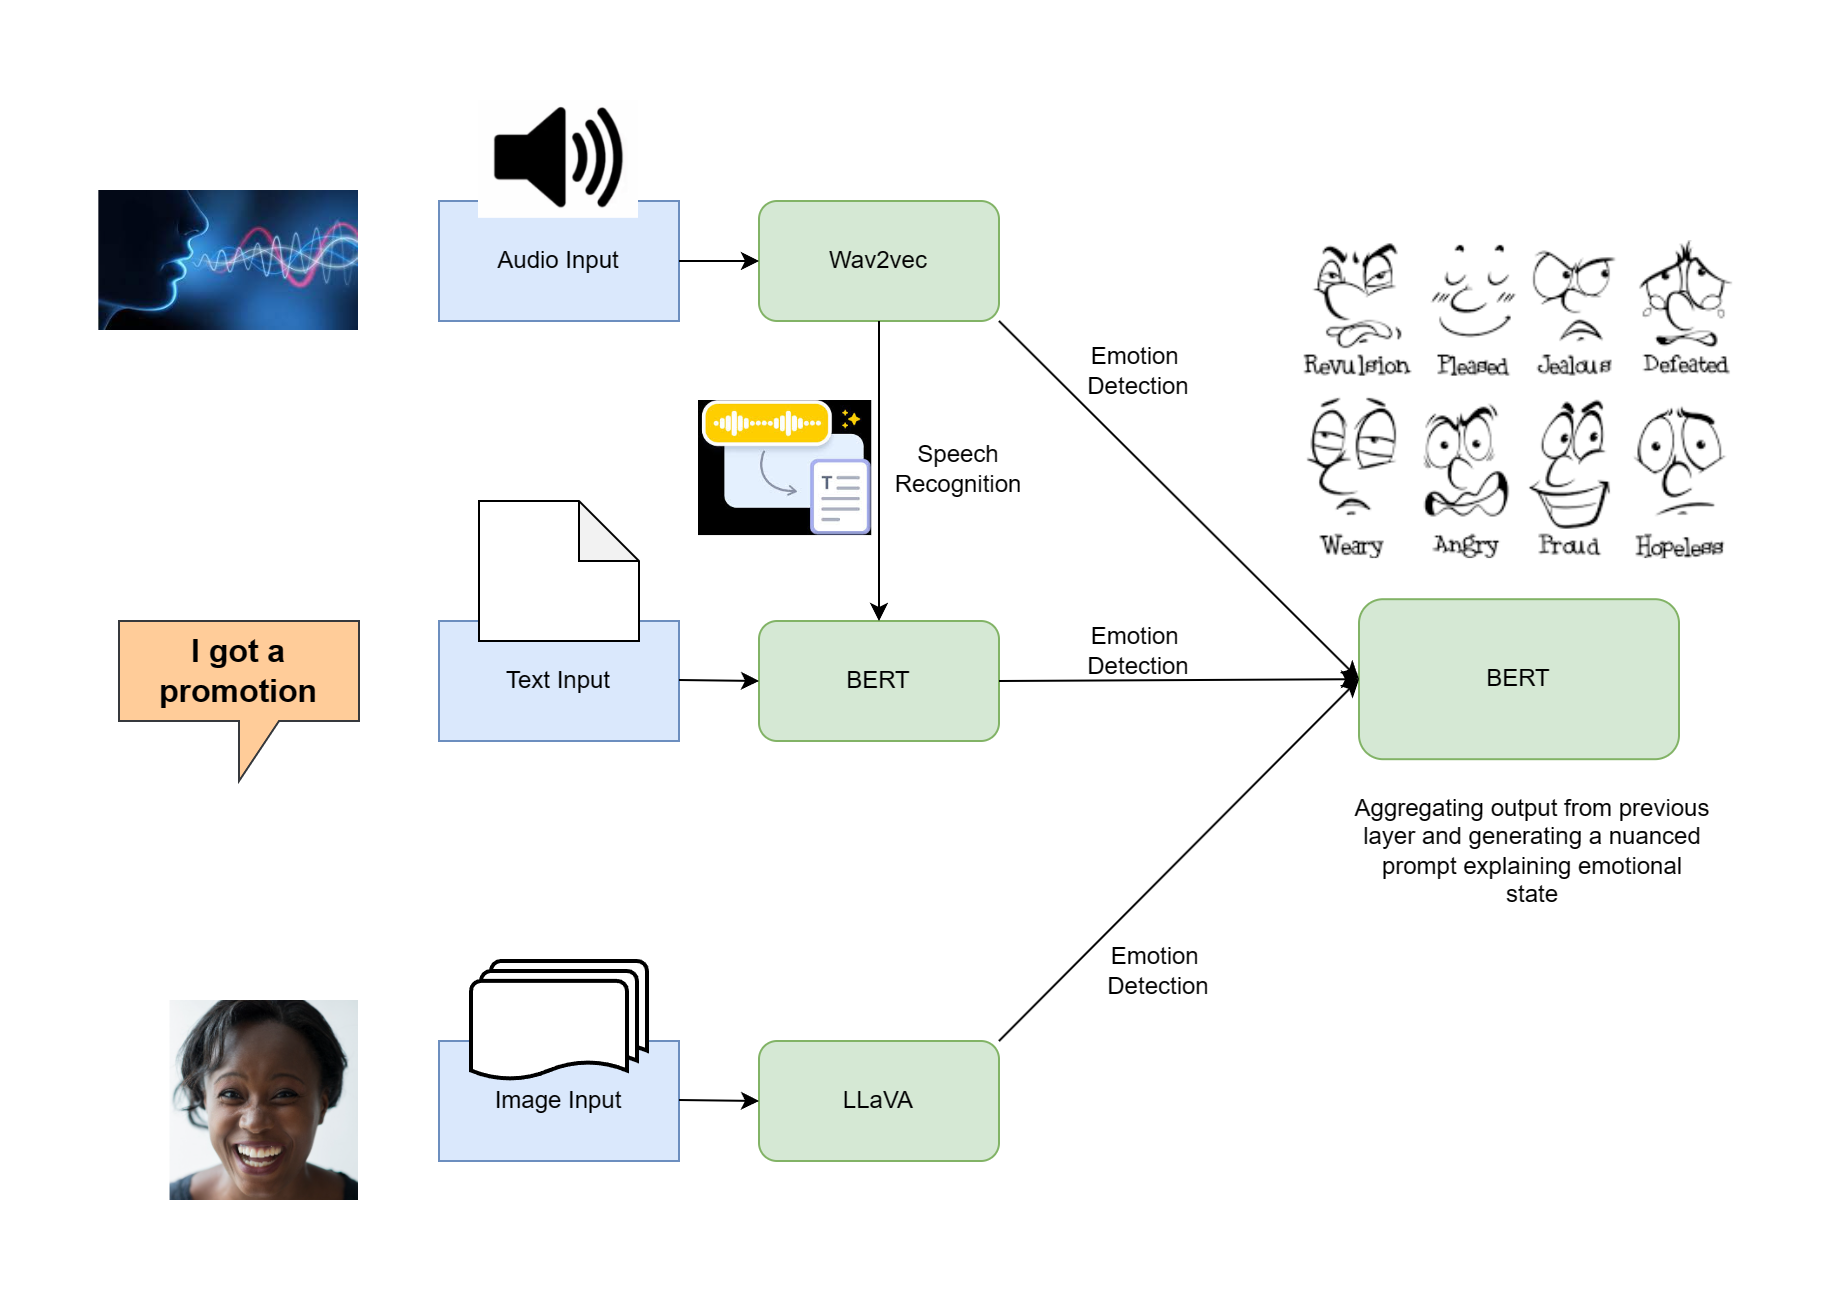 Audio Input
Wav2vec
Emotion
Detection
Revulsion Pleased Jealous Defeated
Weary Angry Proud Hopeless
Speech
Recognition
T
I got a
promotion
Text Input
BERT
Emotion
Detection
BERT
Aggregating output from previous
layer and generating a nuanced
prompt explaining emotional
state
Emotion
Detection
Image Input
LLaVA